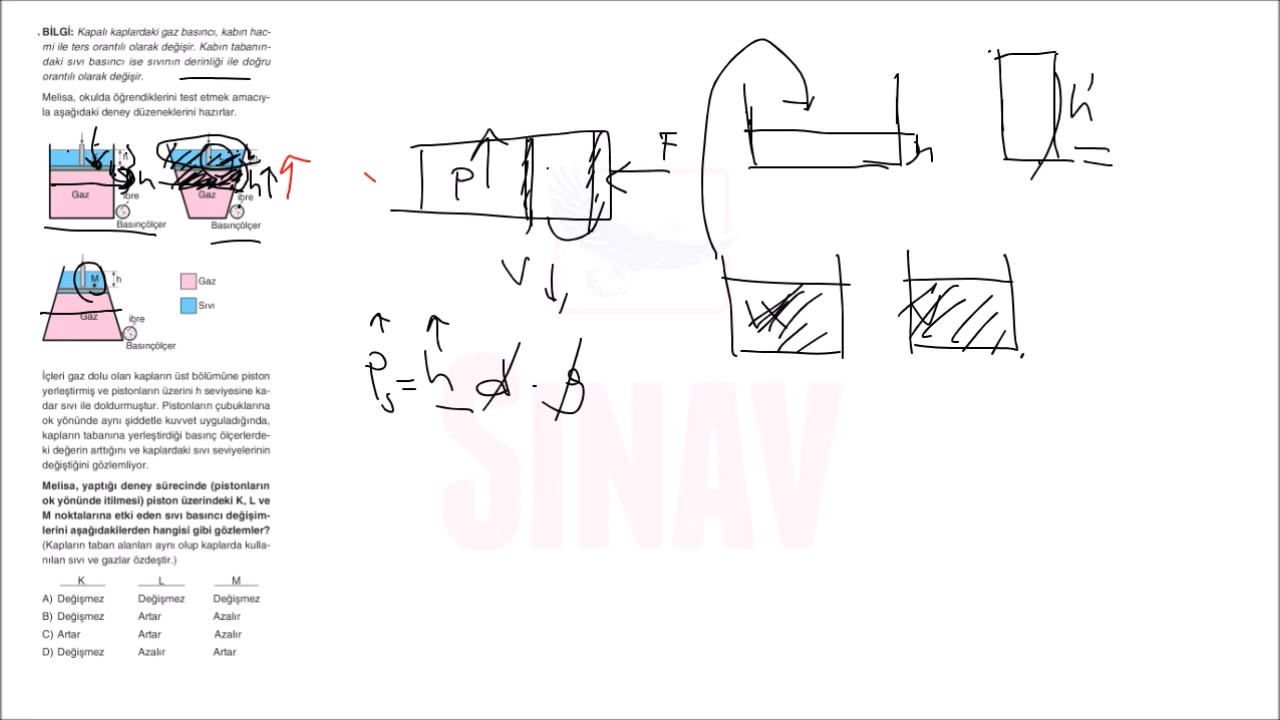 .BİLGİ: Kapalı kaplardaki gaz basıncı, kabın hac-
mi ile ters orantılı olarak değişir. Kabın tabanın-
daki sıvı basıncı ise sıvının derinliği ile doğru
orantılı olarak değişir.
Melisa, okulda öğrendiklerini test etmek amacıy-
la aşağıdaki deney düzeneklerini hazırlar.
h
h
Gaz
ibre
Basınçölçer
Gaz
ibre
Basınçölçer
M
h
Gaz
ibre
Basınçölçer
Gaz
Sıvı
İçleri gaz dolu olan kapların üst bölümüne piston
yerleştirmiş ve pistonların üzerini h seviyesine ka-
dar sıvı ile doldurmuştur. Pistonların çubuklarına
ok yönünde aynı şiddetle kuvvet uyguladığında,
kapların tabanına yerleştirdiği basınç ölçerlerde-
ki değerin arttığını ve kaplardaki sıvı seviyelerinin
değiştiğini gözlemliyor.
Melisa, yaptığı deney sürecinde (pistonların
ok yönünde itilmesi) piston üzerindeki K, L ve
M noktalarına etki eden sıvı basıncı değişim-
lerini aşağıdakilerden hangisi gibi gözlemler?
(Kapların taban alanları aynı olup kaplarda kulla-
nılan sıvı ve gazlar özdeştir.)
K L M
A) Değişmez Değişmez Değişmez
B) Değişmez Artar Azalır
C) Artar Artar Azalır
D) Değişmez Azalır Artar
P
F
V
Ps = h d . g
h
h'
SINAV